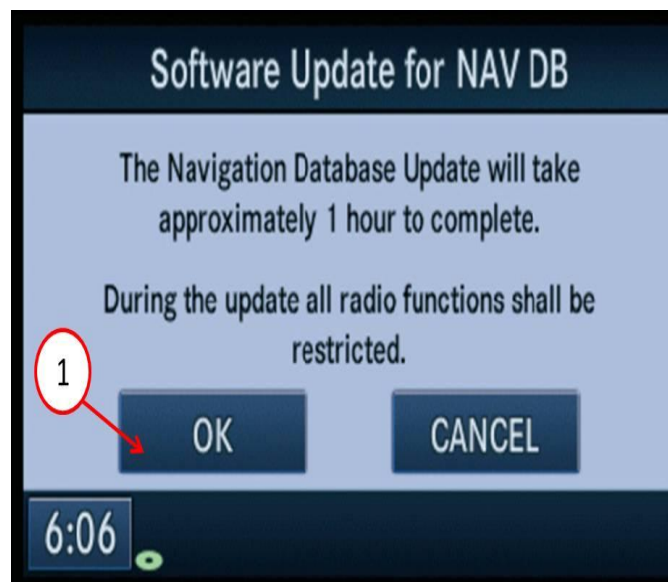 Software Update for NAV DB
The Navigation Database Update will take
approximately 1 hour to complete.
During the update all radio functions shall be
restricted.
1
OK CANCEL
6:06